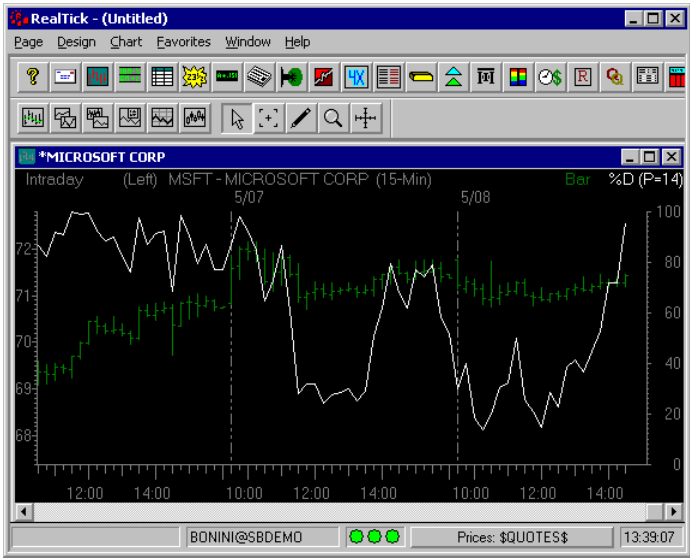 RealTick - (Untitled)
Page Design Chart Favorites Window Help
4X
R
*MICROSOFT CORP
Intraday (Left) MSFT - MICROSOFT CORP (15-Min) Bar %D (P=14)
5/07 5/08
100
72
80
71
60
70
40
69
20
68
0
12:00 14:00 10:00 12:00 14:00 10:00 12:00 14:00
BONINI@SBDEMO Prices: $QUOTES$ 13:39:07